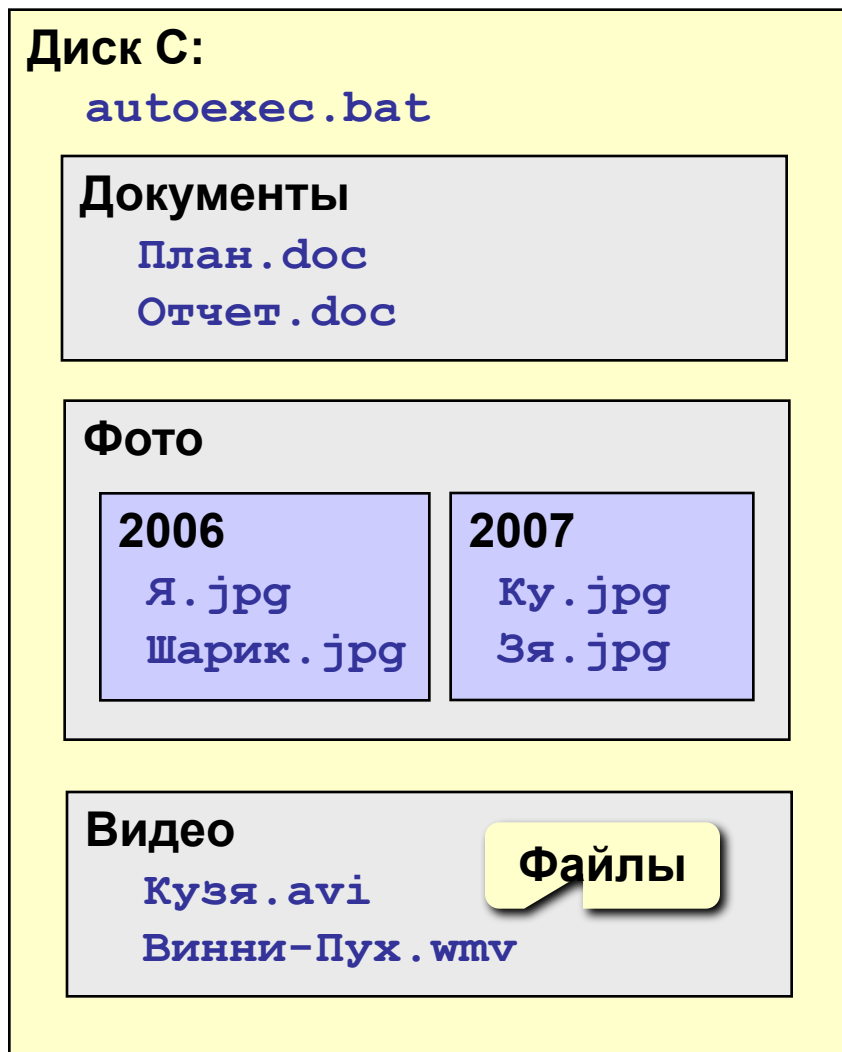 Диск C:
autoexec.bat
Документы
План.doc
Отчет.doc
Фото
2006
Я.jpg
Шарик.jpg
2007
Ку.jpg
Зя.jpg
Видео
Файлы
Кузя.avi
Винни-Пух.wmv